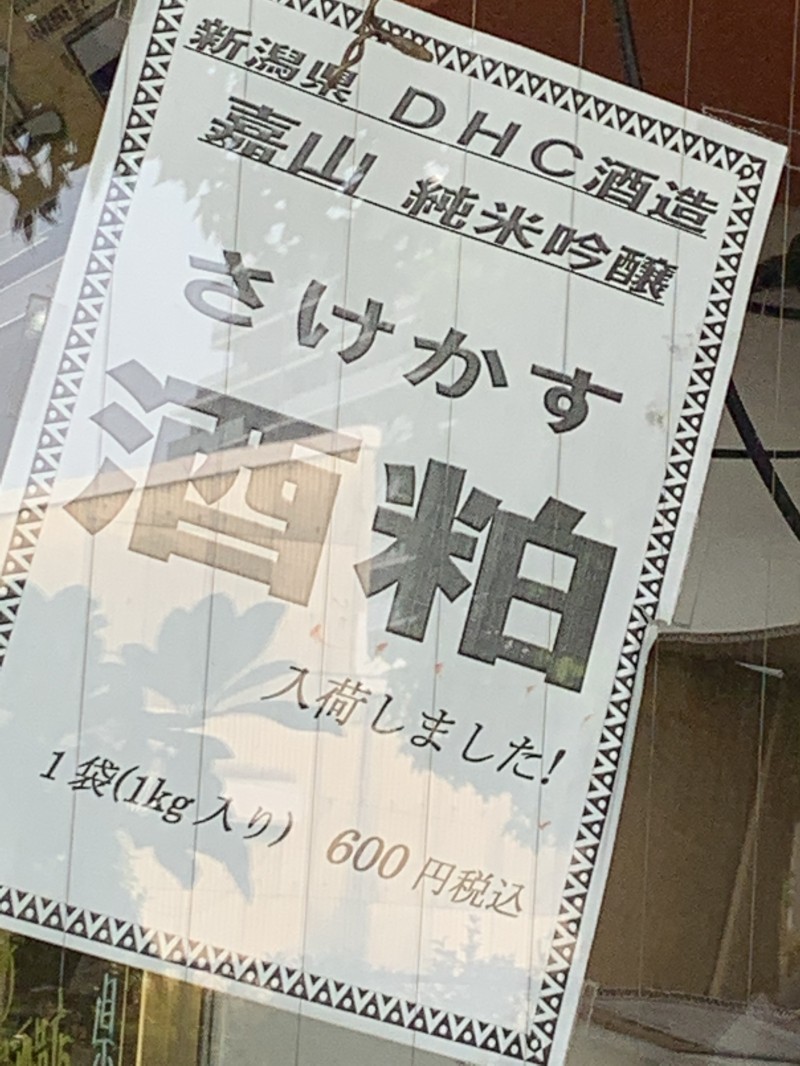 新潟県 DHC酒造
嘉山 純米吟醸
さけかす
酒粕
入荷しました!
1袋(1kg入り) 600円税込